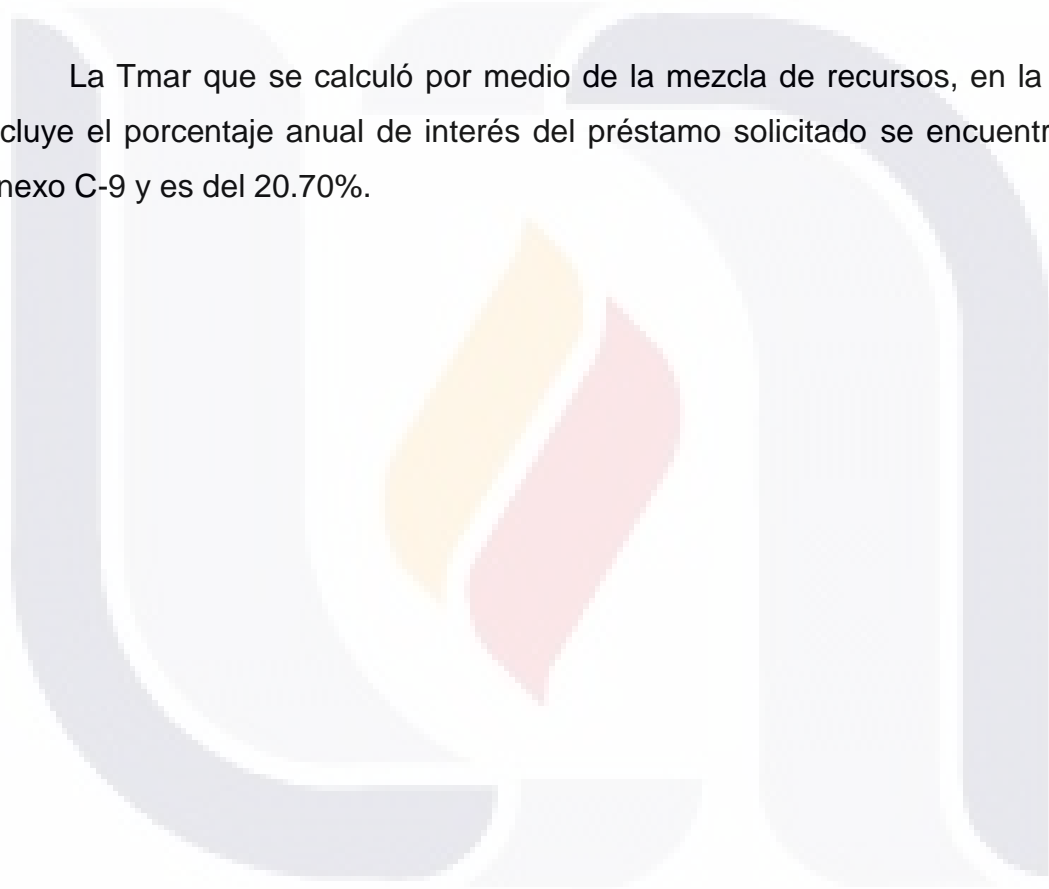 La Tmar que se calculó por medio de la mezcla de recursos, en la
cluye el porcentaje anual de interés del préstamo solicitado se encuentr
nexo C-9 y es del 20.70%.